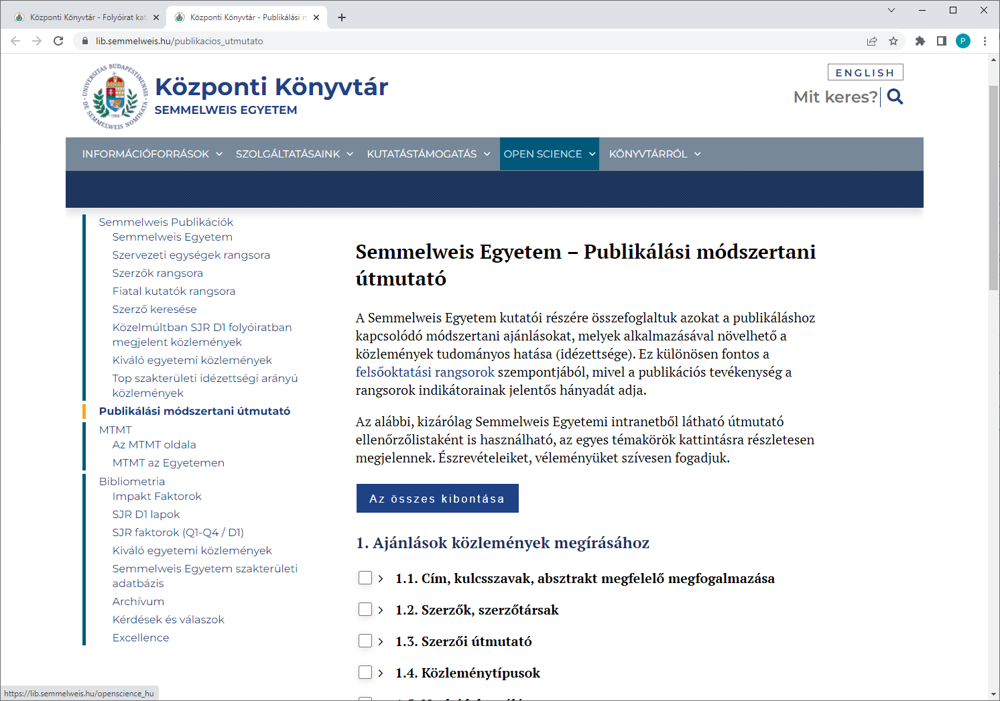 Központi Könyvtár - Folyóirat kat
Központi Könyvtár - Publikálási m
lib.semmelweis.hu/publikacios_utmutato
P
UNIVERSITAS BUDAPESTINENSIS
DE SEMMELWEIS NOMINATA
1769
Központi Könyvtár
SEMMELWEIS EGYETEM
ENGLISH
Mit keres?
INFORMÁCIÓFORRÁSOK SZOLGÁLTATÁSAINK KUTATÁSTÁMOGATÁS OPEN SCIENCE KÖNYVTÁRRÓL
Semmelweis Publikációk
Semmelweis Egyetem
Szervezeti egységek rangsora
Szerzők rangsora
Fiatal kutatók rangsora
Szerző keresése
Közelmúltban SJR D1 folyóiratban
megjelent közlemények
Kiváló egyetemi közlemények
Top szakterületi idézettségi arányú
közlemények
Publikálási módszertani útmutató
MTMT
Az MTMT oldala
MTMT az Egyetemen
Bibliometria
Impakt Faktorok
SJR D1 lapok
SJR faktorok (Q1-Q4 / D1)
Kiváló egyetemi közlemények
Semmelweis Egyetem szakterületi
adatbázis
Archívum
Kérdések és válaszok
Excellence
Semmelweis Egyetem – Publikálási módszertani
útmutató
A Semmelweis Egyetem kutatói részére összefoglaltuk azokat a publikáláshoz
kapcsolódó módszertani ajánlásokat, melyek alkalmazásával növelhető a
közlemények tudományos hatása (idézettsége). Ez különösen fontos a
felsőoktatási rangsorok szempontjából, mivel a publikációs tevékenység a
rangsorok indikátorainak jelentős hányadát adja.
Az alábbi, kizárólag Semmelweis Egyetemi intranetből látható útmutató
ellenőrzőlistaként is használható, az egyes témakörök kattintásra részletesen
megjelennek. Észrevételeiket, véleményüket szívesen fogadjuk.
Az összes kibontása
1. Ajánlások közlemények megírásához
1.1. Cím, kulcsszavak, absztrakt megfelelő megfogalmazása
1.2. Szerzők, szerzőtársak
1.3. Szerzői útmutató
1.4. Közleménytípusok
https://lib.semmelweis.hu/openscience_hu